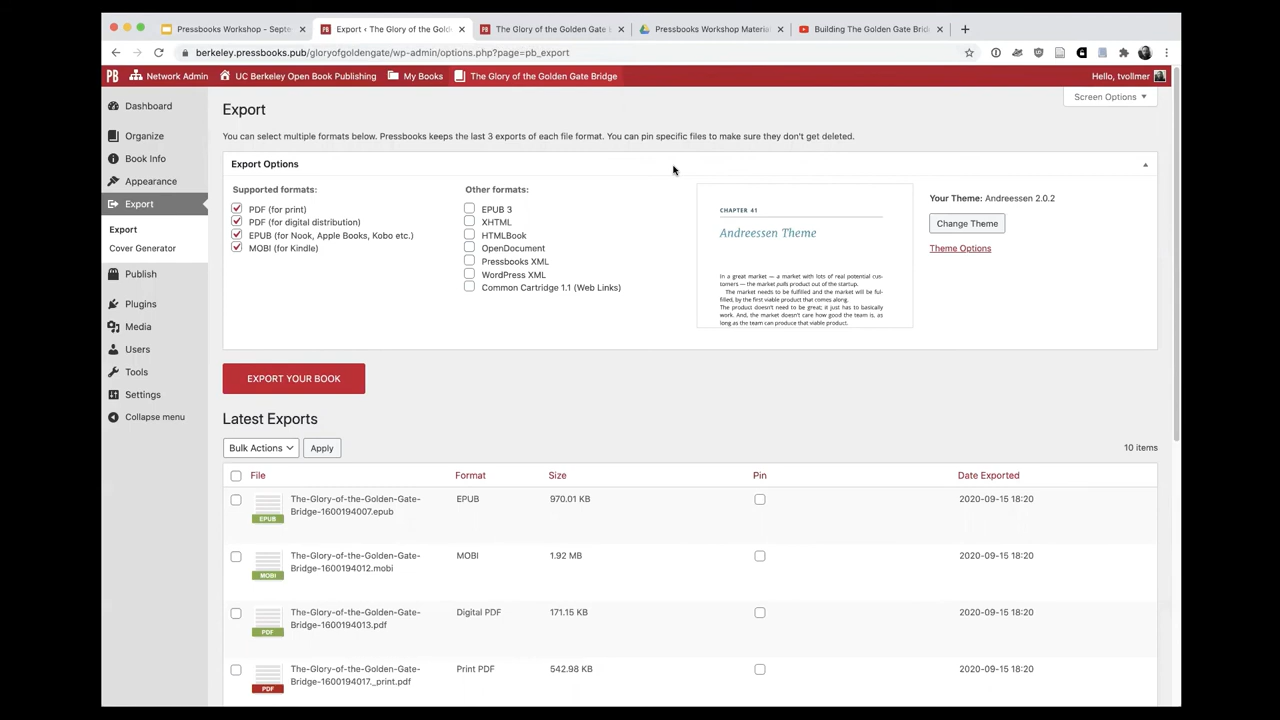 Pressbooks Workshop - Septe
Export ‹ The Glory of the Gold
The Glory of the Golden Gate
Pressbooks Workshop Materia
Building The Golden Gate Brid
berkeley.pressbooks.pub/gloryofgoldengate/wp-admin/options.php?page=pb_export
Network Admin
UC Berkeley Open Book Publishing
My Books
The Glory of the Golden Gate Bridge
Hello, tvollmer
Screen Options
Dashboard
Organize
Book Info
Appearance
Export
Export
Cover Generator
Publish
Plugins
Media
Users
Tools
Settings
Collapse menu
Export
You can select multiple formats below. Pressbooks keeps the last 3 exports of each file format. You can pin specific files to make sure they don't get deleted.
Export Options
Supported formats:
PDF (for print)
PDF (for digital distribution)
EPUB (for Nook, Apple Books, Kobo etc.)
MOBI (for Kindle)
Other formats:
EPUB 3
XHTML
HTMLBook
OpenDocument
Pressbooks XML
WordPress XML
Common Cartridge 1.1 (Web Links)
CHAPTER 41
Andreessen Theme
In a great market — a market with lots of real potential cus-
tomers — the market pulls product out of the startup.
The market needs to be fulfilled and the market will be ful-
filled, by the first viable product that comes along.
The product doesn't need to be great; it just has to basically
work. And, the market doesn't care how good the team is, as
long as the team can produce that viable product.
Your Theme: Andreessen 2.0.2
Change Theme
Theme Options
EXPORT YOUR BOOK
Latest Exports
Bulk Actions
Apply
10 items
File Format Size Pin Date Exported
The-Glory-of-the-Golden-Gate-
Bridge-1600194007.epub
EPUB
EPUB
970.01 KB
2020-09-15 18:20
The-Glory-of-the-Golden-Gate-
Bridge-1600194012.mobi
MOBI
MOBI
1.92 MB
2020-09-15 18:20
The-Glory-of-the-Golden-Gate-
Bridge-1600194013.pdf
PDF
Digital PDF
171.15 KB
2020-09-15 18:20
The-Glory-of-the-Golden-Gate-
Bridge-1600194017._print.pdf
PDF
Print PDF
542.98 KB
2020-09-15 18:20